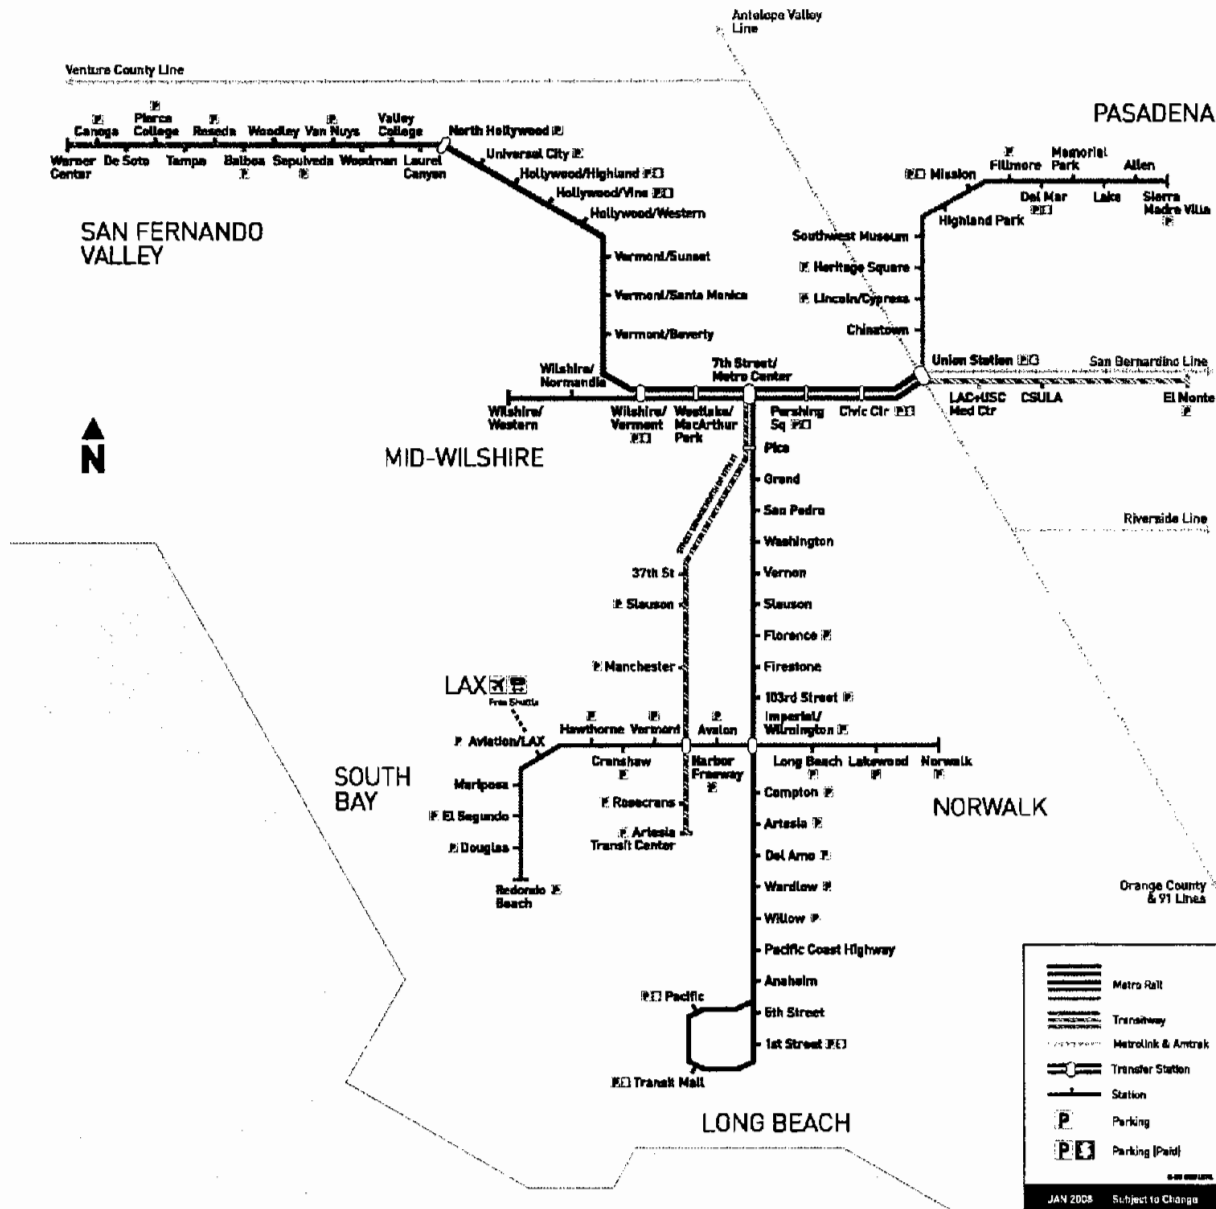 Antelope Valley
Line
Ventura County Line
PASADENA
Canoga
Pierce
College
Reseda
Woodley
Van Nuys
Valley
College
North Hollywood P
Warner
Center
De Soto
Tampa
Balboa
Sepulveda
Woodman
Laurel
Canyon
Universal City P
Hollywood/Highland P
Hollywood/Vine P
Hollywood/Western
SAN FERNANDO
VALLEY
Vermont/Sunset
Vermont/Santa Monica
Vermont/Beverly
P Mission
Fillmore
Memorial
Park
Allen
Del Mar
Lake
Sierra
Madre Villa
Highland Park
Southwest Museum
P Heritage Square
P Lincoln/Cypress
Chinatown
Union Station P
San Bernardino Line
LAC+USC
Med Ctr
CSULA
El Monte
P
Wilshire/
Normandie
7th Street/
Metro Center
Wilshire/
Western
Wilshire/
Vermont
P
Westlake/
MacArthur
Park
Pershing
Sq P
Civic Ctr P
N
MID-WILSHIRE
Pico
Grand
San Pedro
Washington
Vernon
Slauson
Florence P
Firestone
103rd Street P
Imperial/
Wilmington P
Riverside Line
37th St
P Slauson
P Manchester
LAX
Free Shuttle
P Aviation/LAX
Hawthorne
Vermont
Avalon
Crenshaw
P
Harbor
Freeway
P
Long Beach
P
Lakewood
P
Norwalk
P
SOUTH
BAY
Mariposa
P El Segundo
P Douglas
Redondo P
Beach
P Rosecrans
P Artesia
Transit Center
NORWALK
Compton P
Artesia P
Del Amo P
Wardlow P
Willow P
Pacific Coast Highway
Anaheim
5th Street
1st Street P
P Pacific
P Transit Mall
LONG BEACH
Orange County
& 91 Lines
Metro Rail
Transitway
Metrolink & Amtrak
Transfer Station
Station
P Parking
P Parking (Paid)
JAN 2008 Subject to Change